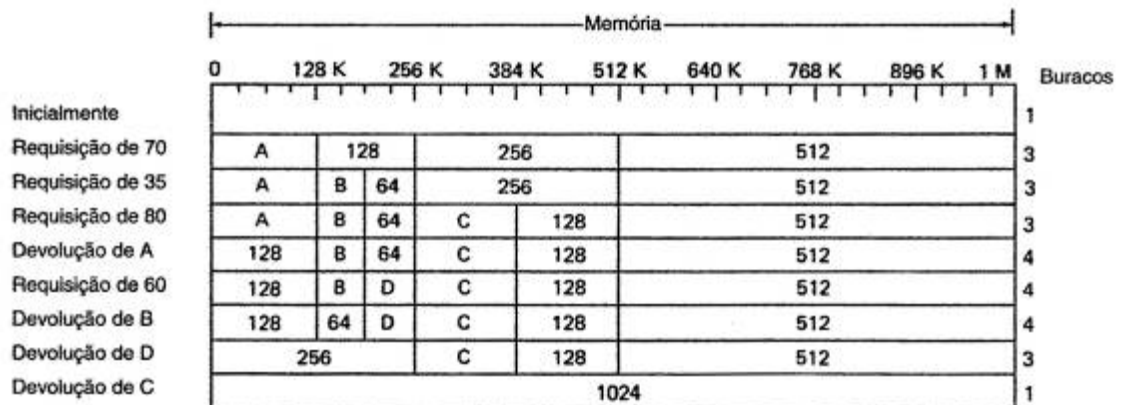 Memória
0 128 K 256 K 384 K 512 K 640 K 768 K 896 K 1 M Buracos
Inicialmente 1
Requisição de 70 A 128 256 512 3
Requisição de 35 A B 64 256 512 3
Requisição de 80 A B 64 C 128 512 3
Devolução de A 128 B 64 C 128 512 4
Requisição de 60 128 B D C 128 512 4
Devolução de B 128 64 D C 128 512 4
Devolução de D 256 C 128 512 3
Devolução de C 1024 1